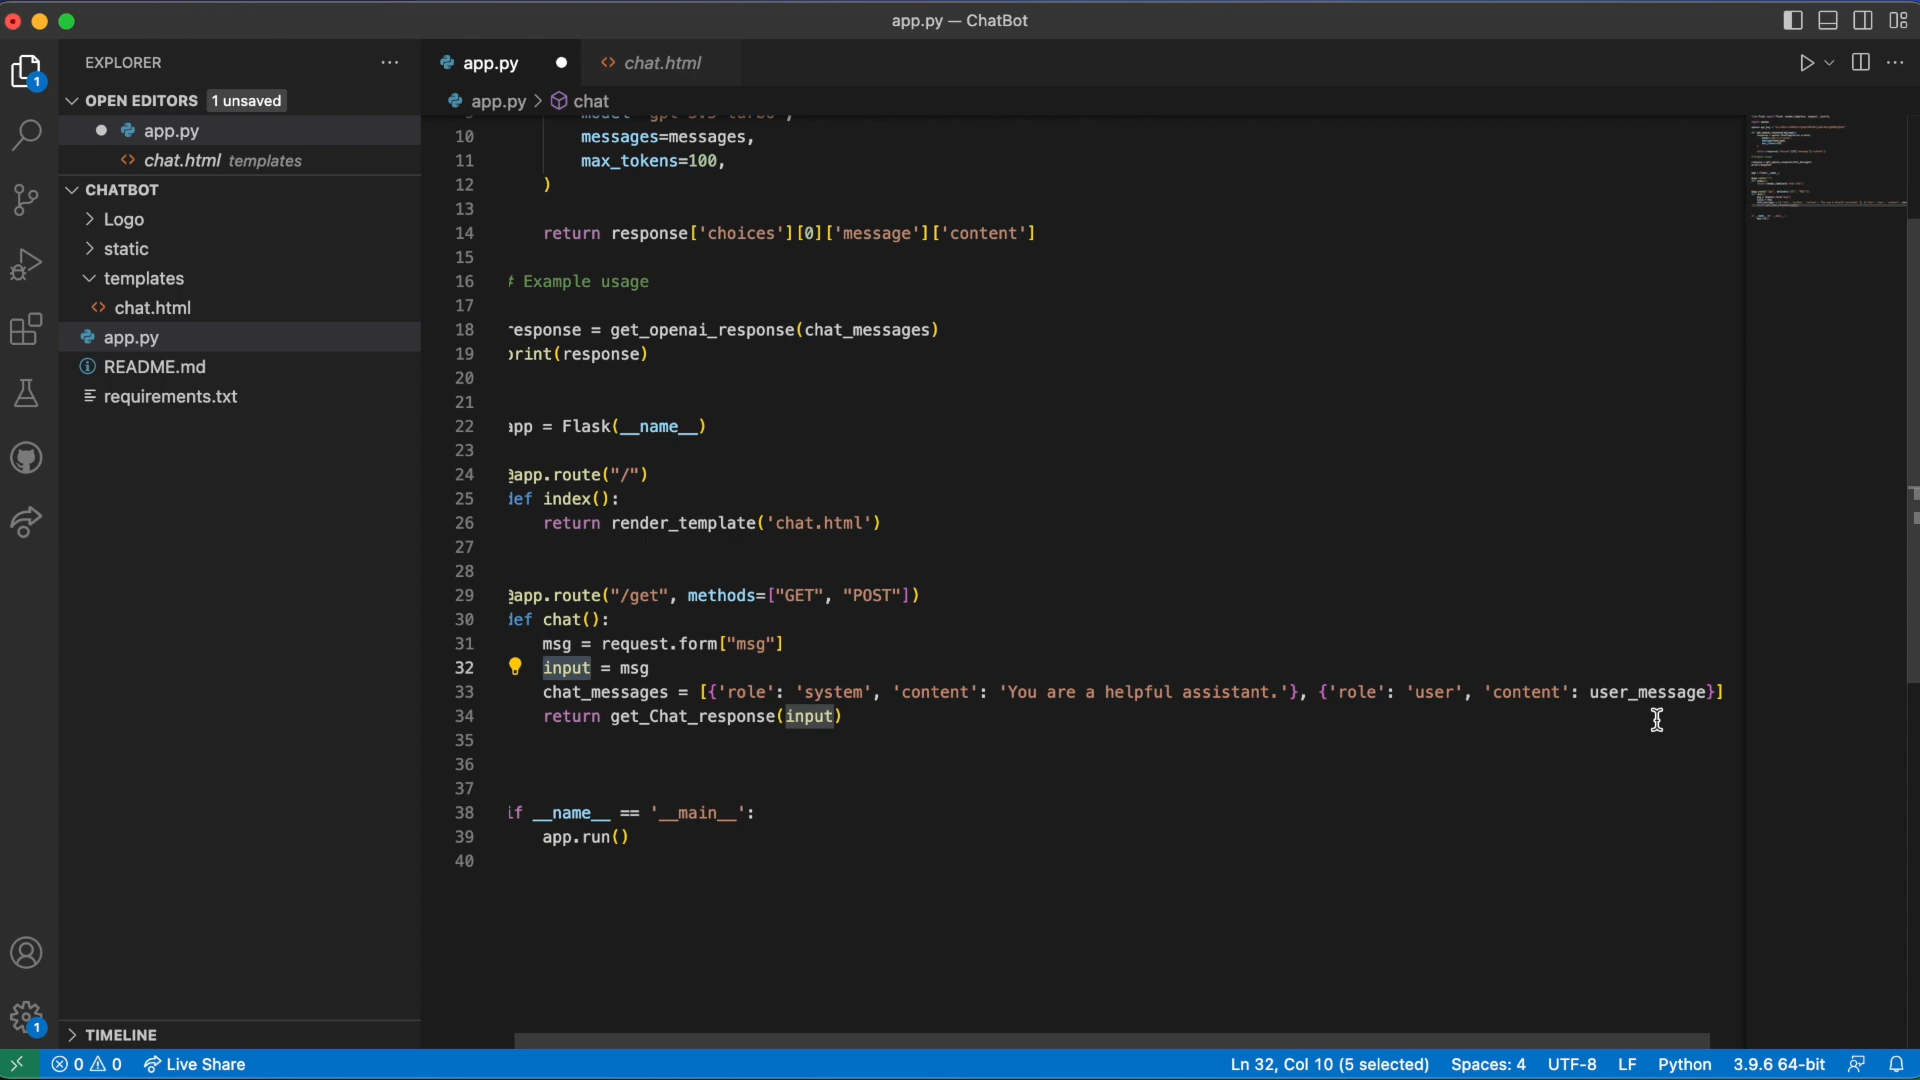 app.py — ChatBot
EXPLORER
OPEN EDITORS 1 unsaved
app.py
chat.html templates
CHATBOT
Logo
static
templates
chat.html
app.py
README.md
requirements.txt
TIMELINE
app.py
chat.html
app.py > chat
10 messages=messages,
11 max_tokens=100,
12 )
13
14 return response['choices'][0]['message']['content']
15
16 # Example usage
17
18 response = get_openai_response(chat_messages)
19 print(response)
20
21
22 app = Flask(__name__)
23
24 @app.route("/")
25 def index():
26 return render_template('chat.html')
27
28
29 @app.route("/get", methods=["GET", "POST"])
30 def chat():
31 msg = request.form["msg"]
32 input = msg
33 chat_messages = [{'role': 'system', 'content': 'You are a helpful assistant.'}, {'role': 'user', 'content': user_message}]
34 return get_Chat_response(input)
35
36
37
38 if __name__ == '__main__':
39 app.run()
40
1
1
0 0 Live Share
Ln 32, Col 10 (5 selected) Spaces: 4 UTF-8 LF Python 3.9.6 64-bit